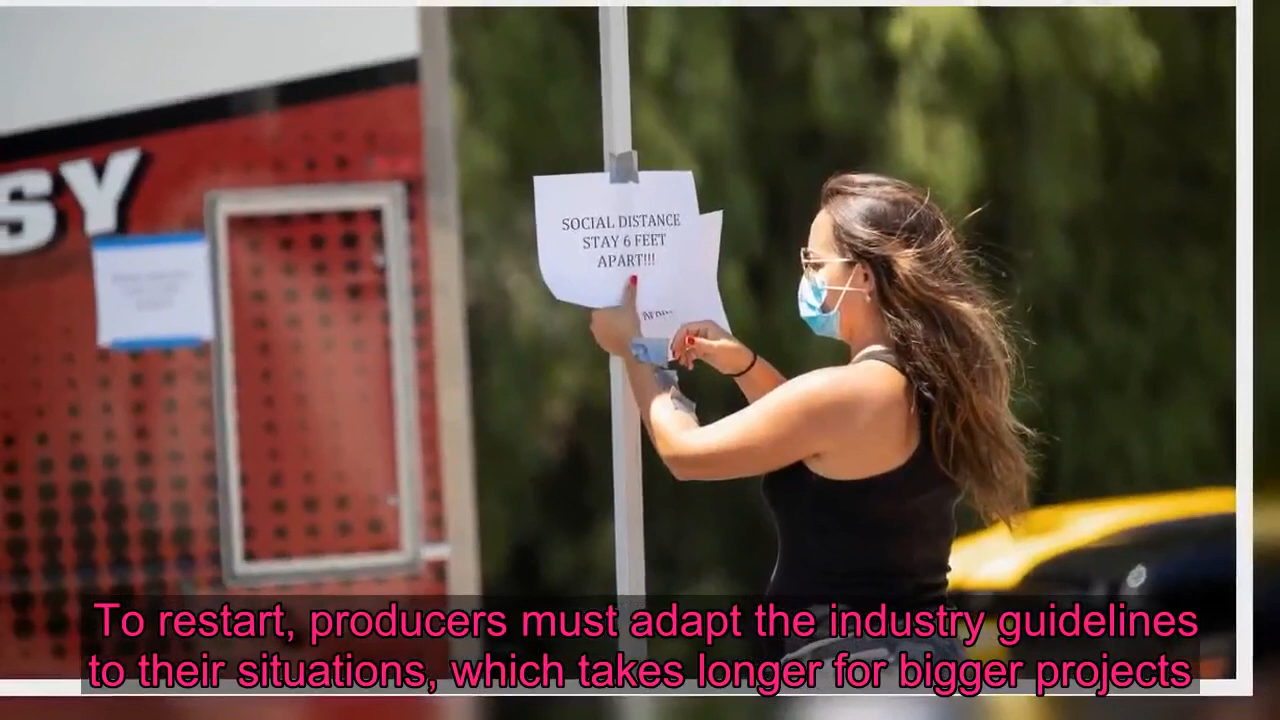 SY
SOCIAL DISTANCE
STAY 6 FEET
APART!!!
To restart, producers must adapt the industry guidelines
to their situations, which takes longer for bigger projects